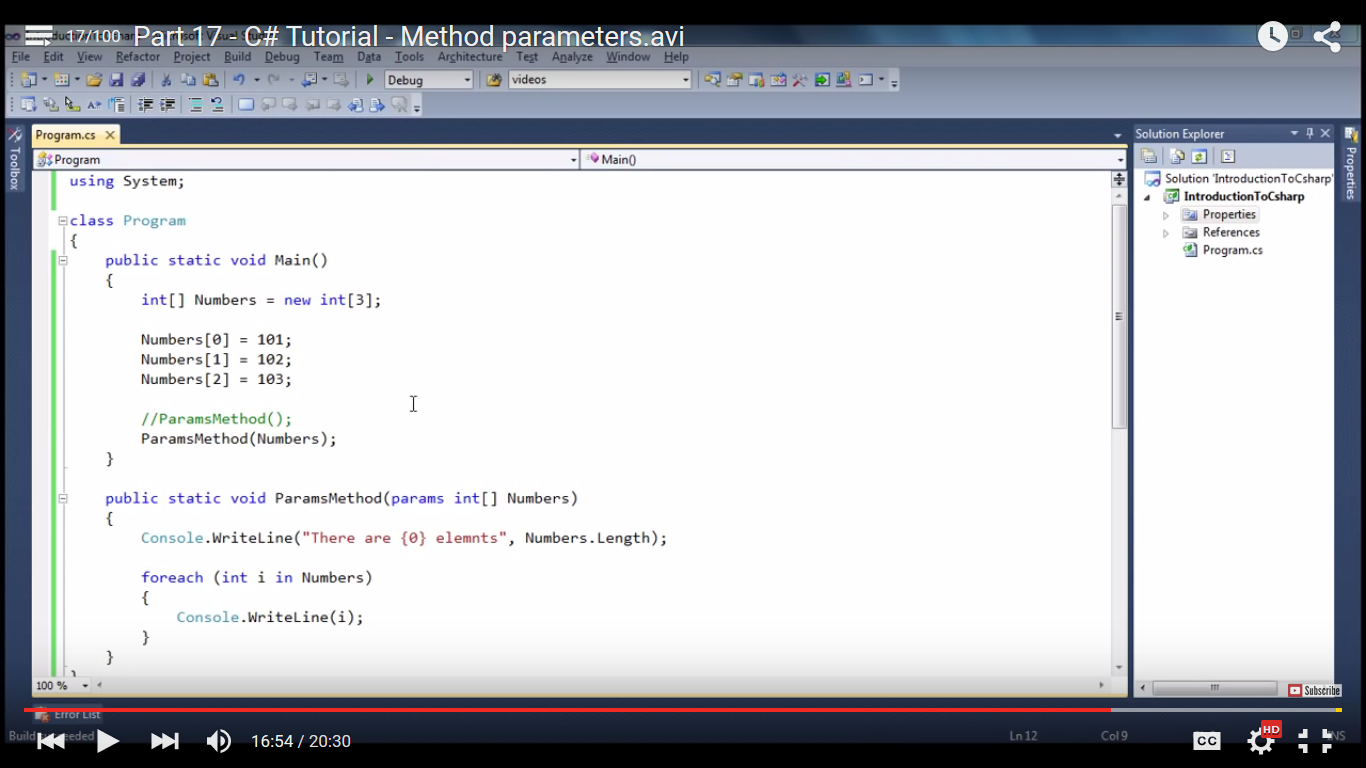 17/100 Part 17 - C# Tutorial - Method parameters.avi
File Edit View Refactor Project Build Debug Team Data Tools Architecture Test Analyze Window Help
Debug videos
Program.cs
Solution Explorer
Toolbox
Properties
Program Main()
Solution 'IntroductionToCsharp'
IntroductionToCsharp
Properties
References
Program.cs
using System;
class Program
{
public static void Main()
{
int[] Numbers = new int[3];
Numbers[0] = 101;
Numbers[1] = 102;
Numbers[2] = 103;
//ParamsMethod();
ParamsMethod(Numbers);
}
public static void ParamsMethod(params int[] Numbers)
{
Console.WriteLine("There are {0} elemnts", Numbers.Length);
foreach (int i in Numbers)
{
Console.WriteLine(i);
}
}
100 %
Subscribe
Error List
16:54 / 20:30
Ln 12 Col 9
CC HD